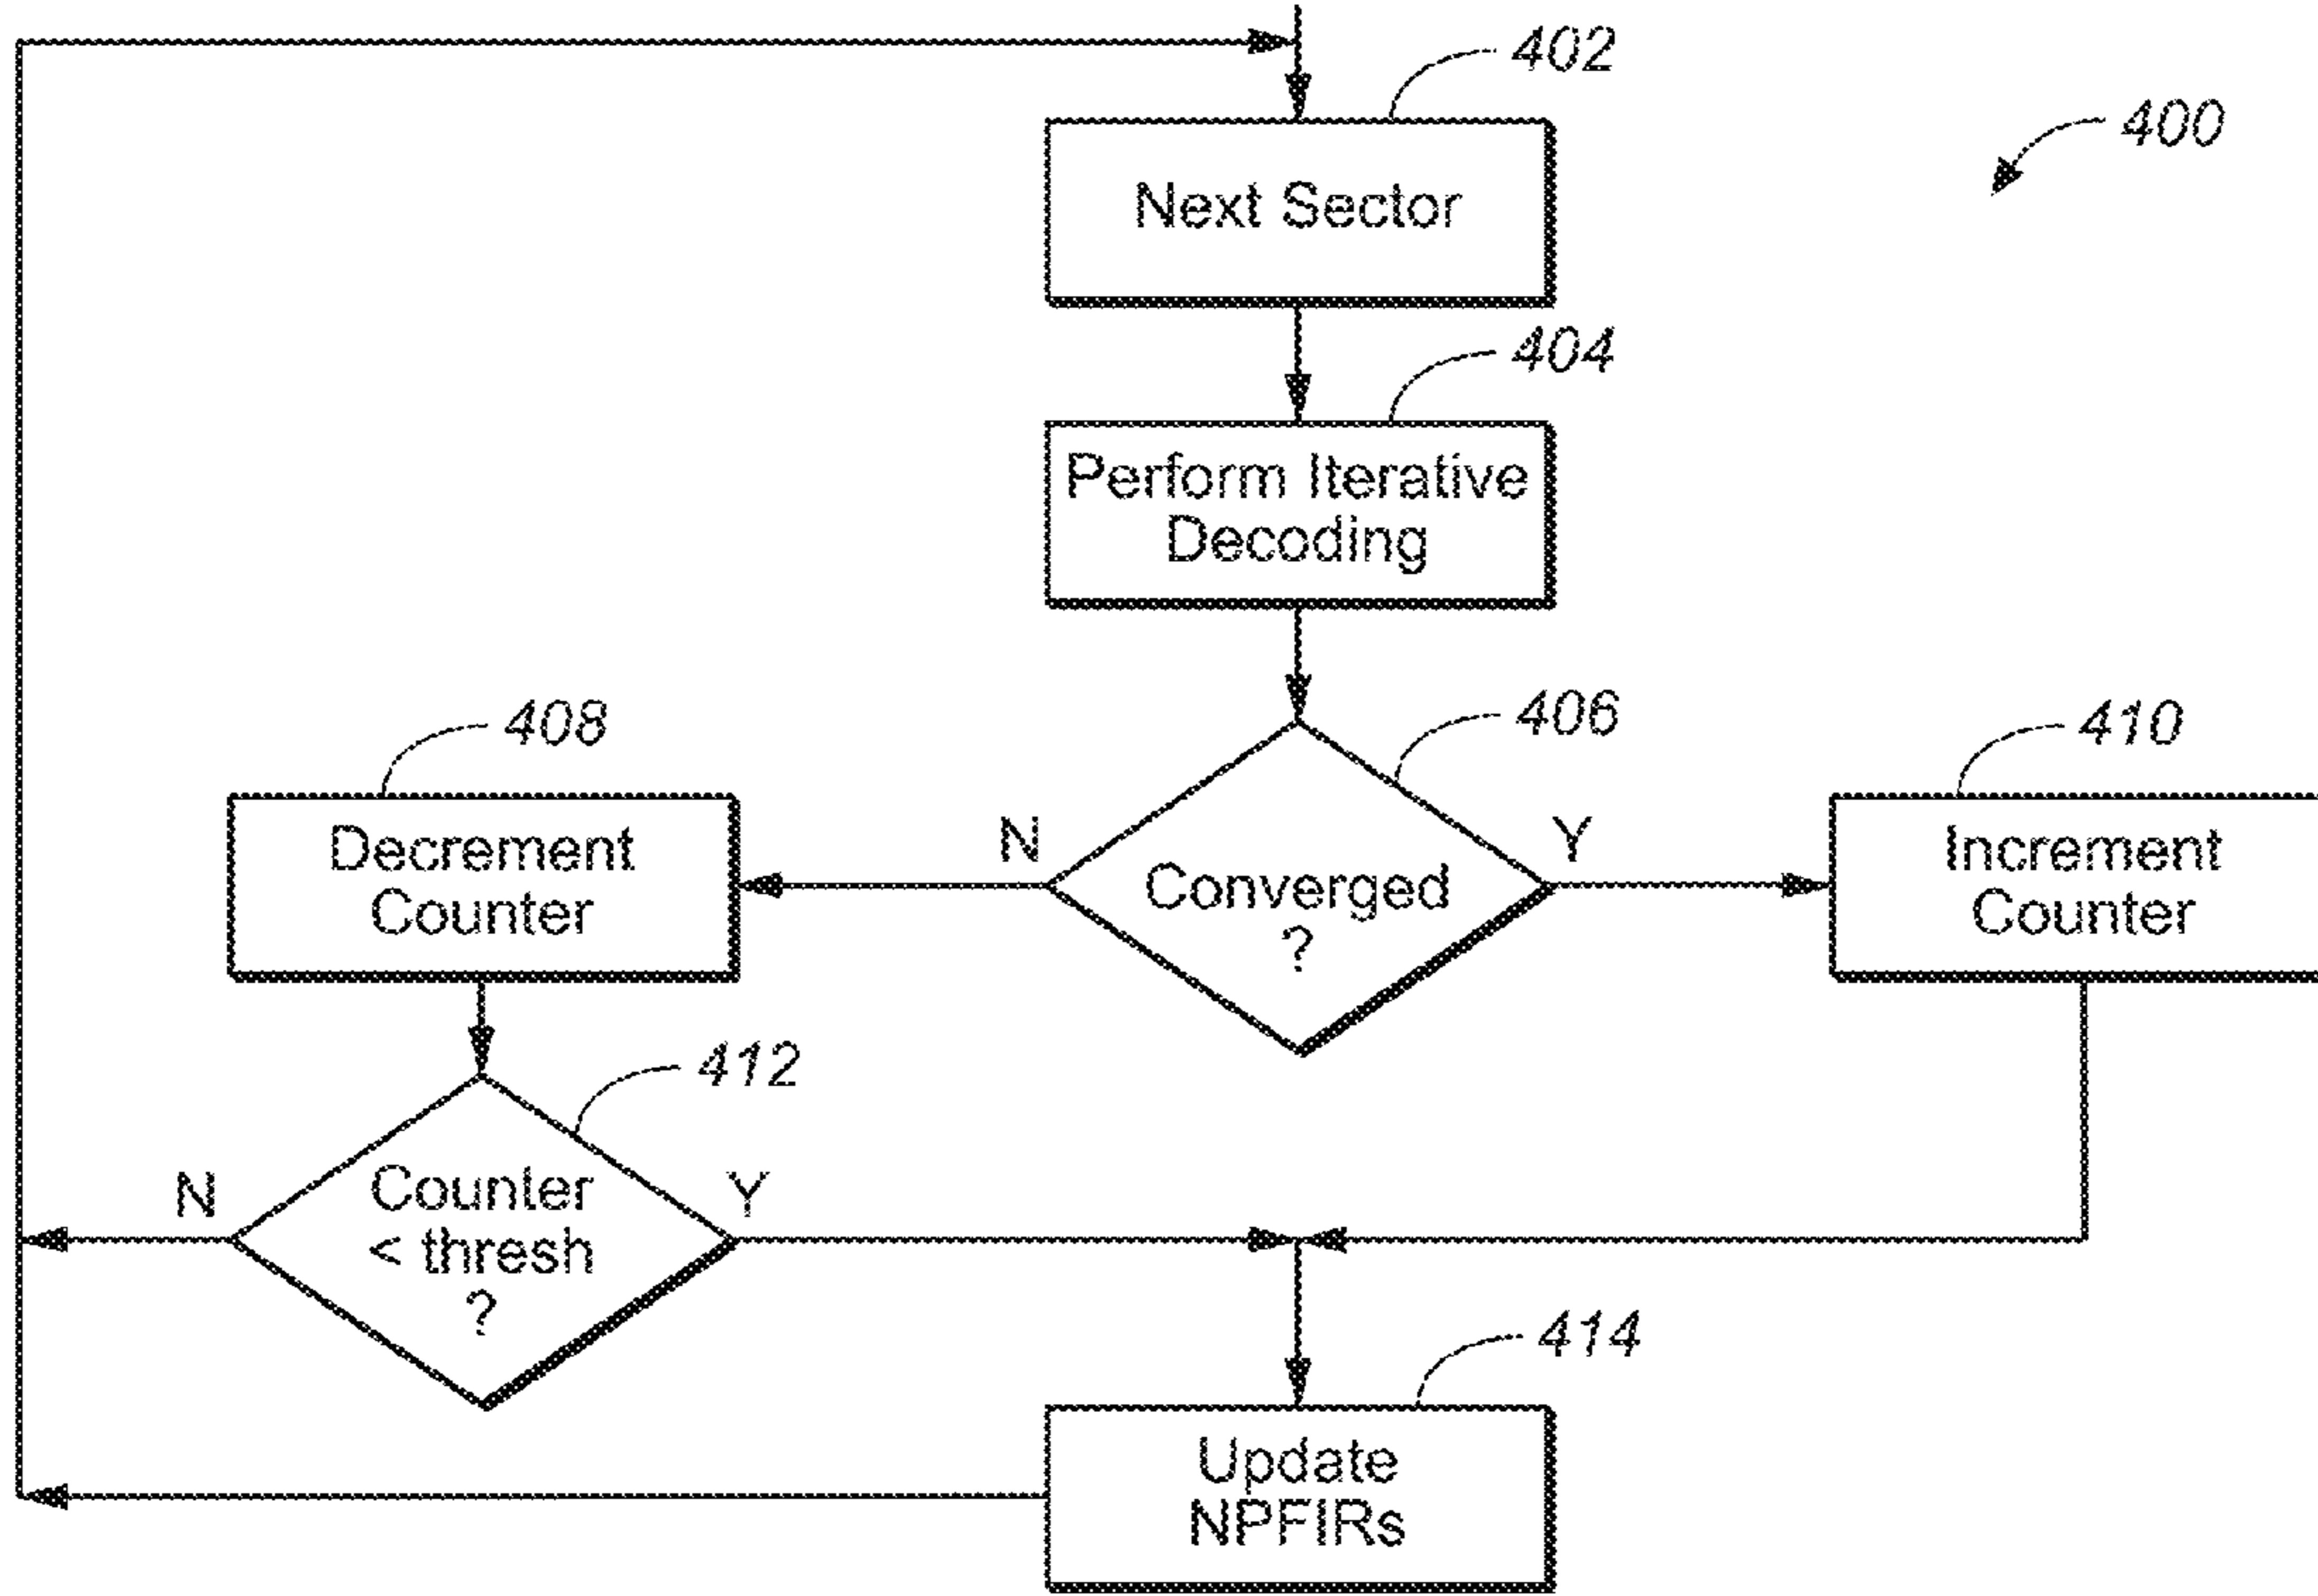 402
400
Next Sector
404
Perform Iterative
Decoding
406
408
410
N
Y
Decrement
Counter
Converged
?
Increment
Counter
412
N
Y
Counter
< thresh
?
414
Update
NPFIRs